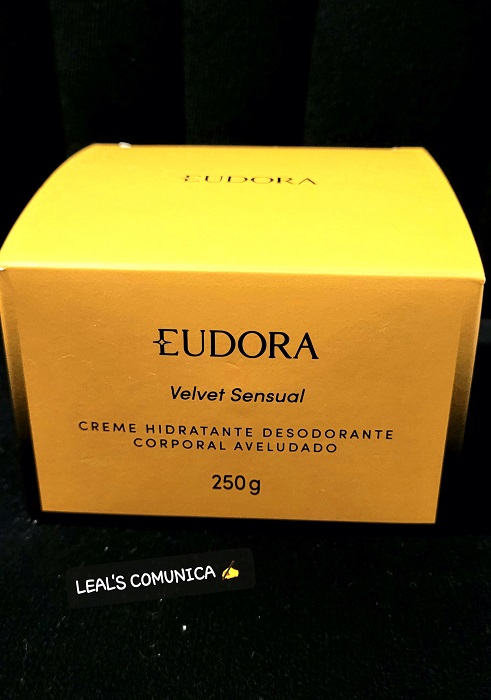 EUDORA
EUDORA
Velvet Sensual
CREME HIDRATANTE DESODORANTE
CORPORAL AVELUDADO
250g
LEAL'S COMUNICA ✍️